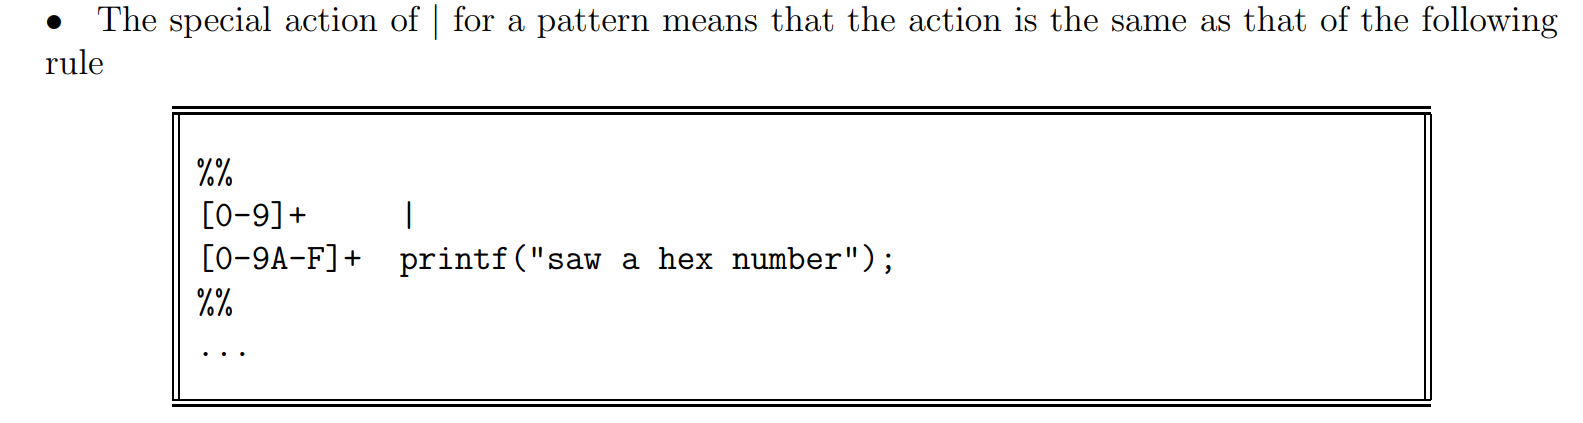 • The special action of | for a pattern means that the action is the same as that of the following
rule
%%
[0-9]+ |
[0-9A-F]+ printf("saw a hex number");
%%
...